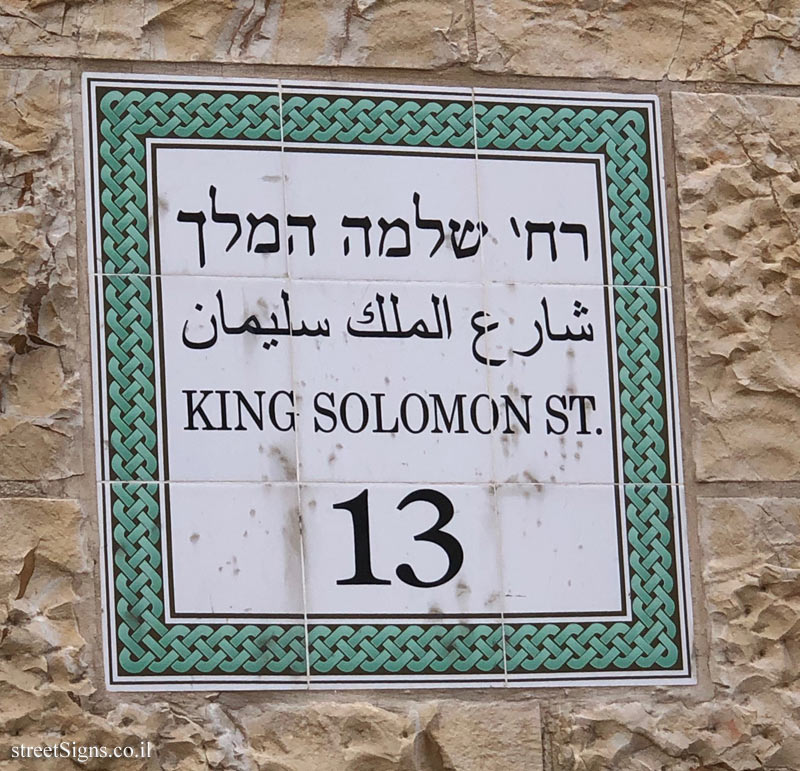 רח' שלמה המלך
شارع الملك سليمان
KING SOLOMON ST.
13
streetSigns.co.il